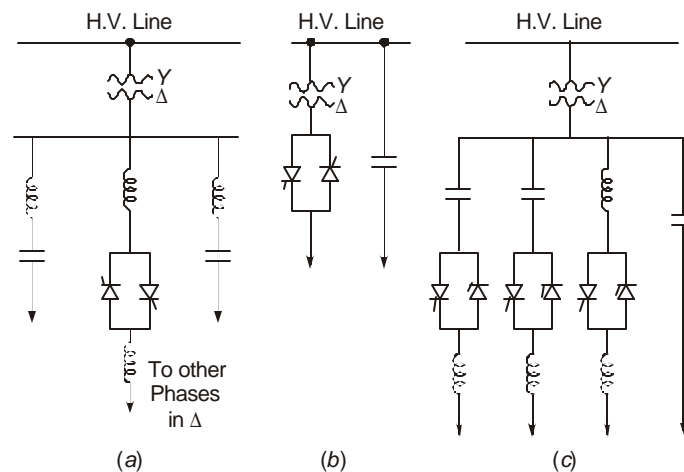 H.V. Line
H.V. Line
H.V. Line
Y
Δ
Y
Δ
Y
Δ
To other
Phases
in Δ
(a)
(b)
(c)